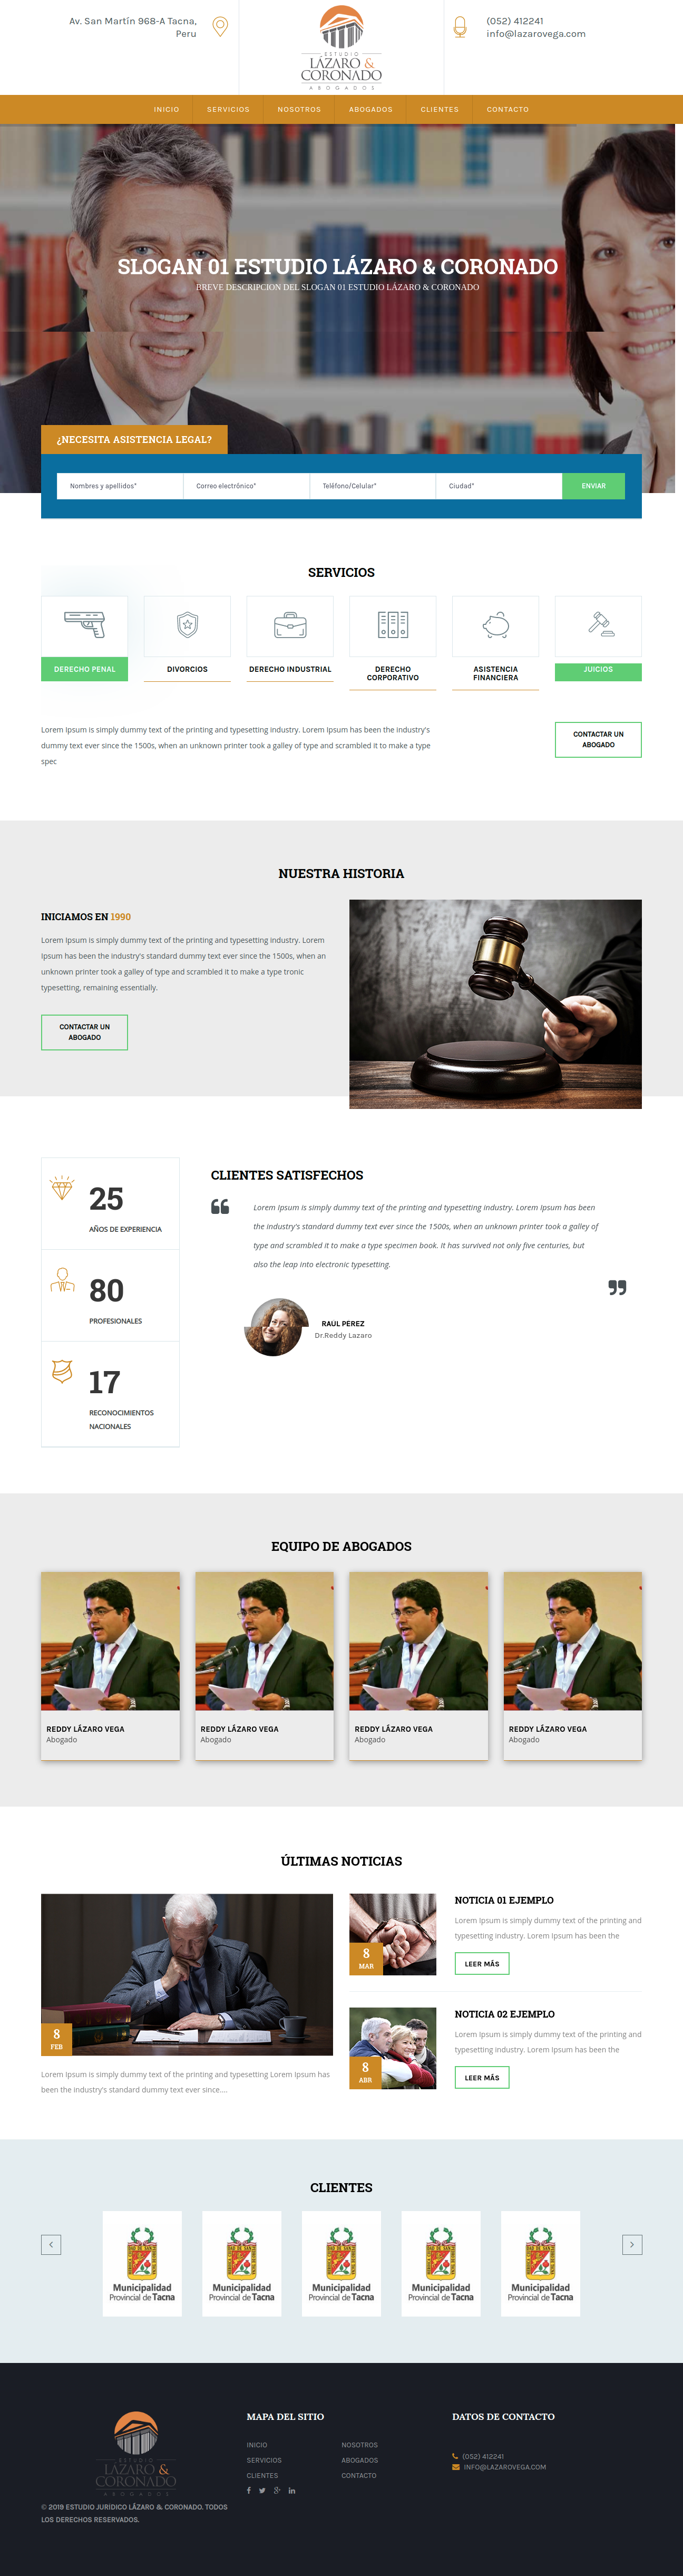 Av. San Martín 968-A Tacna,
Peru
ESTUDIO
LÁZARO &
CORONADO
ABOGADOS
(052) 412241
info@lazarovega.com
INICIO
SERVICIOS
NOSOTROS
ABOGADOS
CLIENTES
CONTACTO
SLOGAN 01 ESTUDIO LÁZARO & CORONADO
BREVE DESCRIPCION DEL SLOGAN 01 ESTUDIO LÁZARO & CORONADO
¿NECESITA ASISTENCIA LEGAL?
Nombres y apellidos*
Correo electrónico*
Teléfono/Celular*
Ciudad*
ENVIAR
SERVICIOS
DERECHO PENAL
DIVORCIOS
DERECHO INDUSTRIAL
DERECHO
CORPORATIVO
ASISTENCIA
FINANCIERA
JUICIOS
Lorem Ipsum is simply dummy text of the printing and typesetting industry. Lorem Ipsum has been the industry's
dummy text ever since the 1500s, when an unknown printer took a galley of type and scrambled it to make a type
spec
CONTACTAR UN
ABOGADO
NUESTRA HISTORIA
INICIAMOS EN 1990
Lorem Ipsum is simply dummy text of the printing and typesetting industry. Lorem
Ipsum has been the industry's standard dummy text ever since the 1500s, when an
unknown printer took a galley of type and scrambled it to make a type tronic
typesetting, remaining essentially.
CONTACTAR UN
ABOGADO
25
AÑOS DE EXPERIENCIA
80
PROFESIONALES
17
RECONOCIMIENTOS
NACIONALES
CLIENTES SATISFECHOS
Lorem Ipsum is simply dummy text of the printing and typesetting industry. Lorem Ipsum has been
the industry's standard dummy text ever since the 1500s, when an unknown printer took a galley of
type and scrambled it to make a type specimen book. It has survived not only five centuries, but
also the leap into electronic typesetting.
RAUL PEREZ
Dr.Reddy Lazaro
EQUIPO DE ABOGADOS
REDDY LÁZARO VEGA
Abogado
REDDY LÁZARO VEGA
Abogado
REDDY LÁZARO VEGA
Abogado
REDDY LÁZARO VEGA
Abogado
ÚLTIMAS NOTICIAS
8
FEB
Lorem Ipsum is simply dummy text of the printing and typesetting Lorem Ipsum has
been the industry's standard dummy text ever since....
8
MAR
NOTICIA 01 EJEMPLO
Lorem Ipsum is simply dummy text of the printing and
typesetting industry. Lorem Ipsum has been the
LEER MÁS
8
ABR
NOTICIA 02 EJEMPLO
Lorem Ipsum is simply dummy text of the printing and
typesetting industry. Lorem Ipsum has been the
LEER MÁS
CLIENTES
Municipalidad
Provincial de Tacna
Municipalidad
Provincial de Tacna
Municipalidad
Provincial de Tacna
Municipalidad
Provincial de Tacna
Municipalidad
Provincial de Tacna
ESTUDIO
LÁZARO &
CORONADO
ABOGADOS
© 2019 ESTUDIO JURÍDICO LÁZARO & CORONADO. TODOS
LOS DERECHOS RESERVADOS.
MAPA DEL SITIO
INICIO
NOSOTROS
SERVICIOS
ABOGADOS
CLIENTES
CONTACTO
DATOS DE CONTACTO
(052) 412241
INFO@LAZAROVEGA.COM